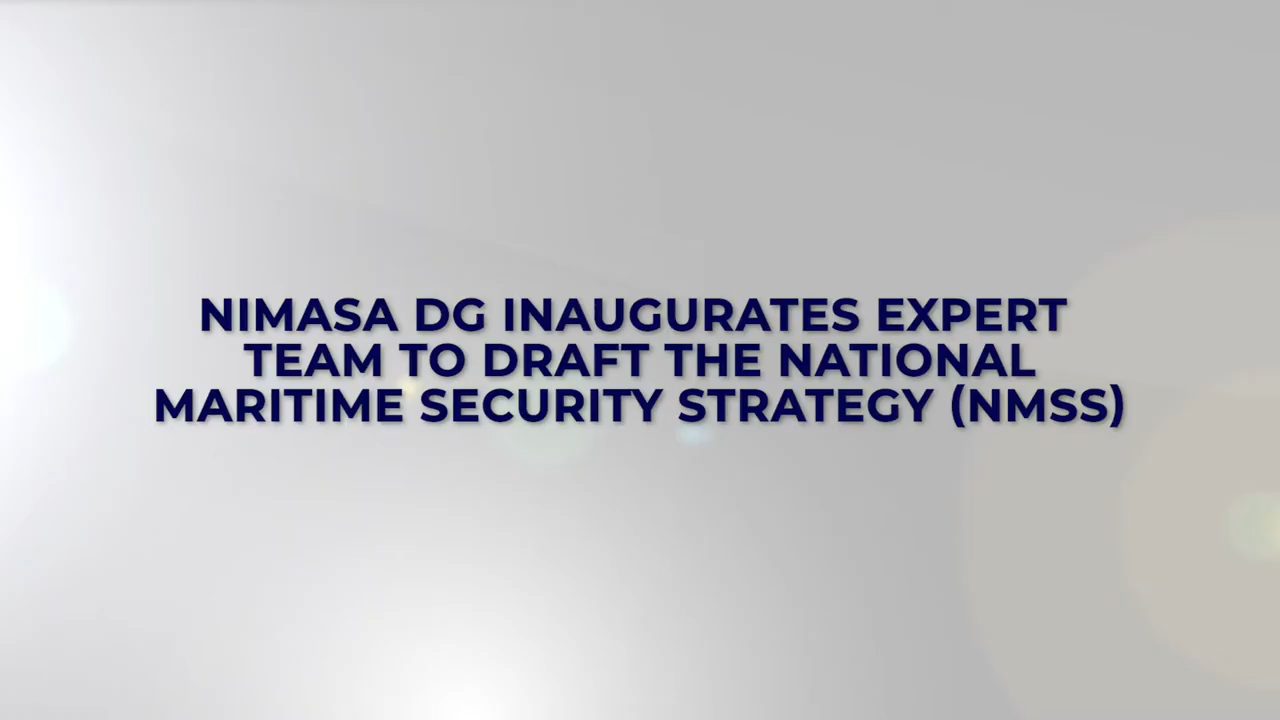 NIMASA DG INAUGURATES EXPERT
TEAM TO DRAFT THE NATIONAL
MARITIME SECURITY STRATEGY (NMSS)